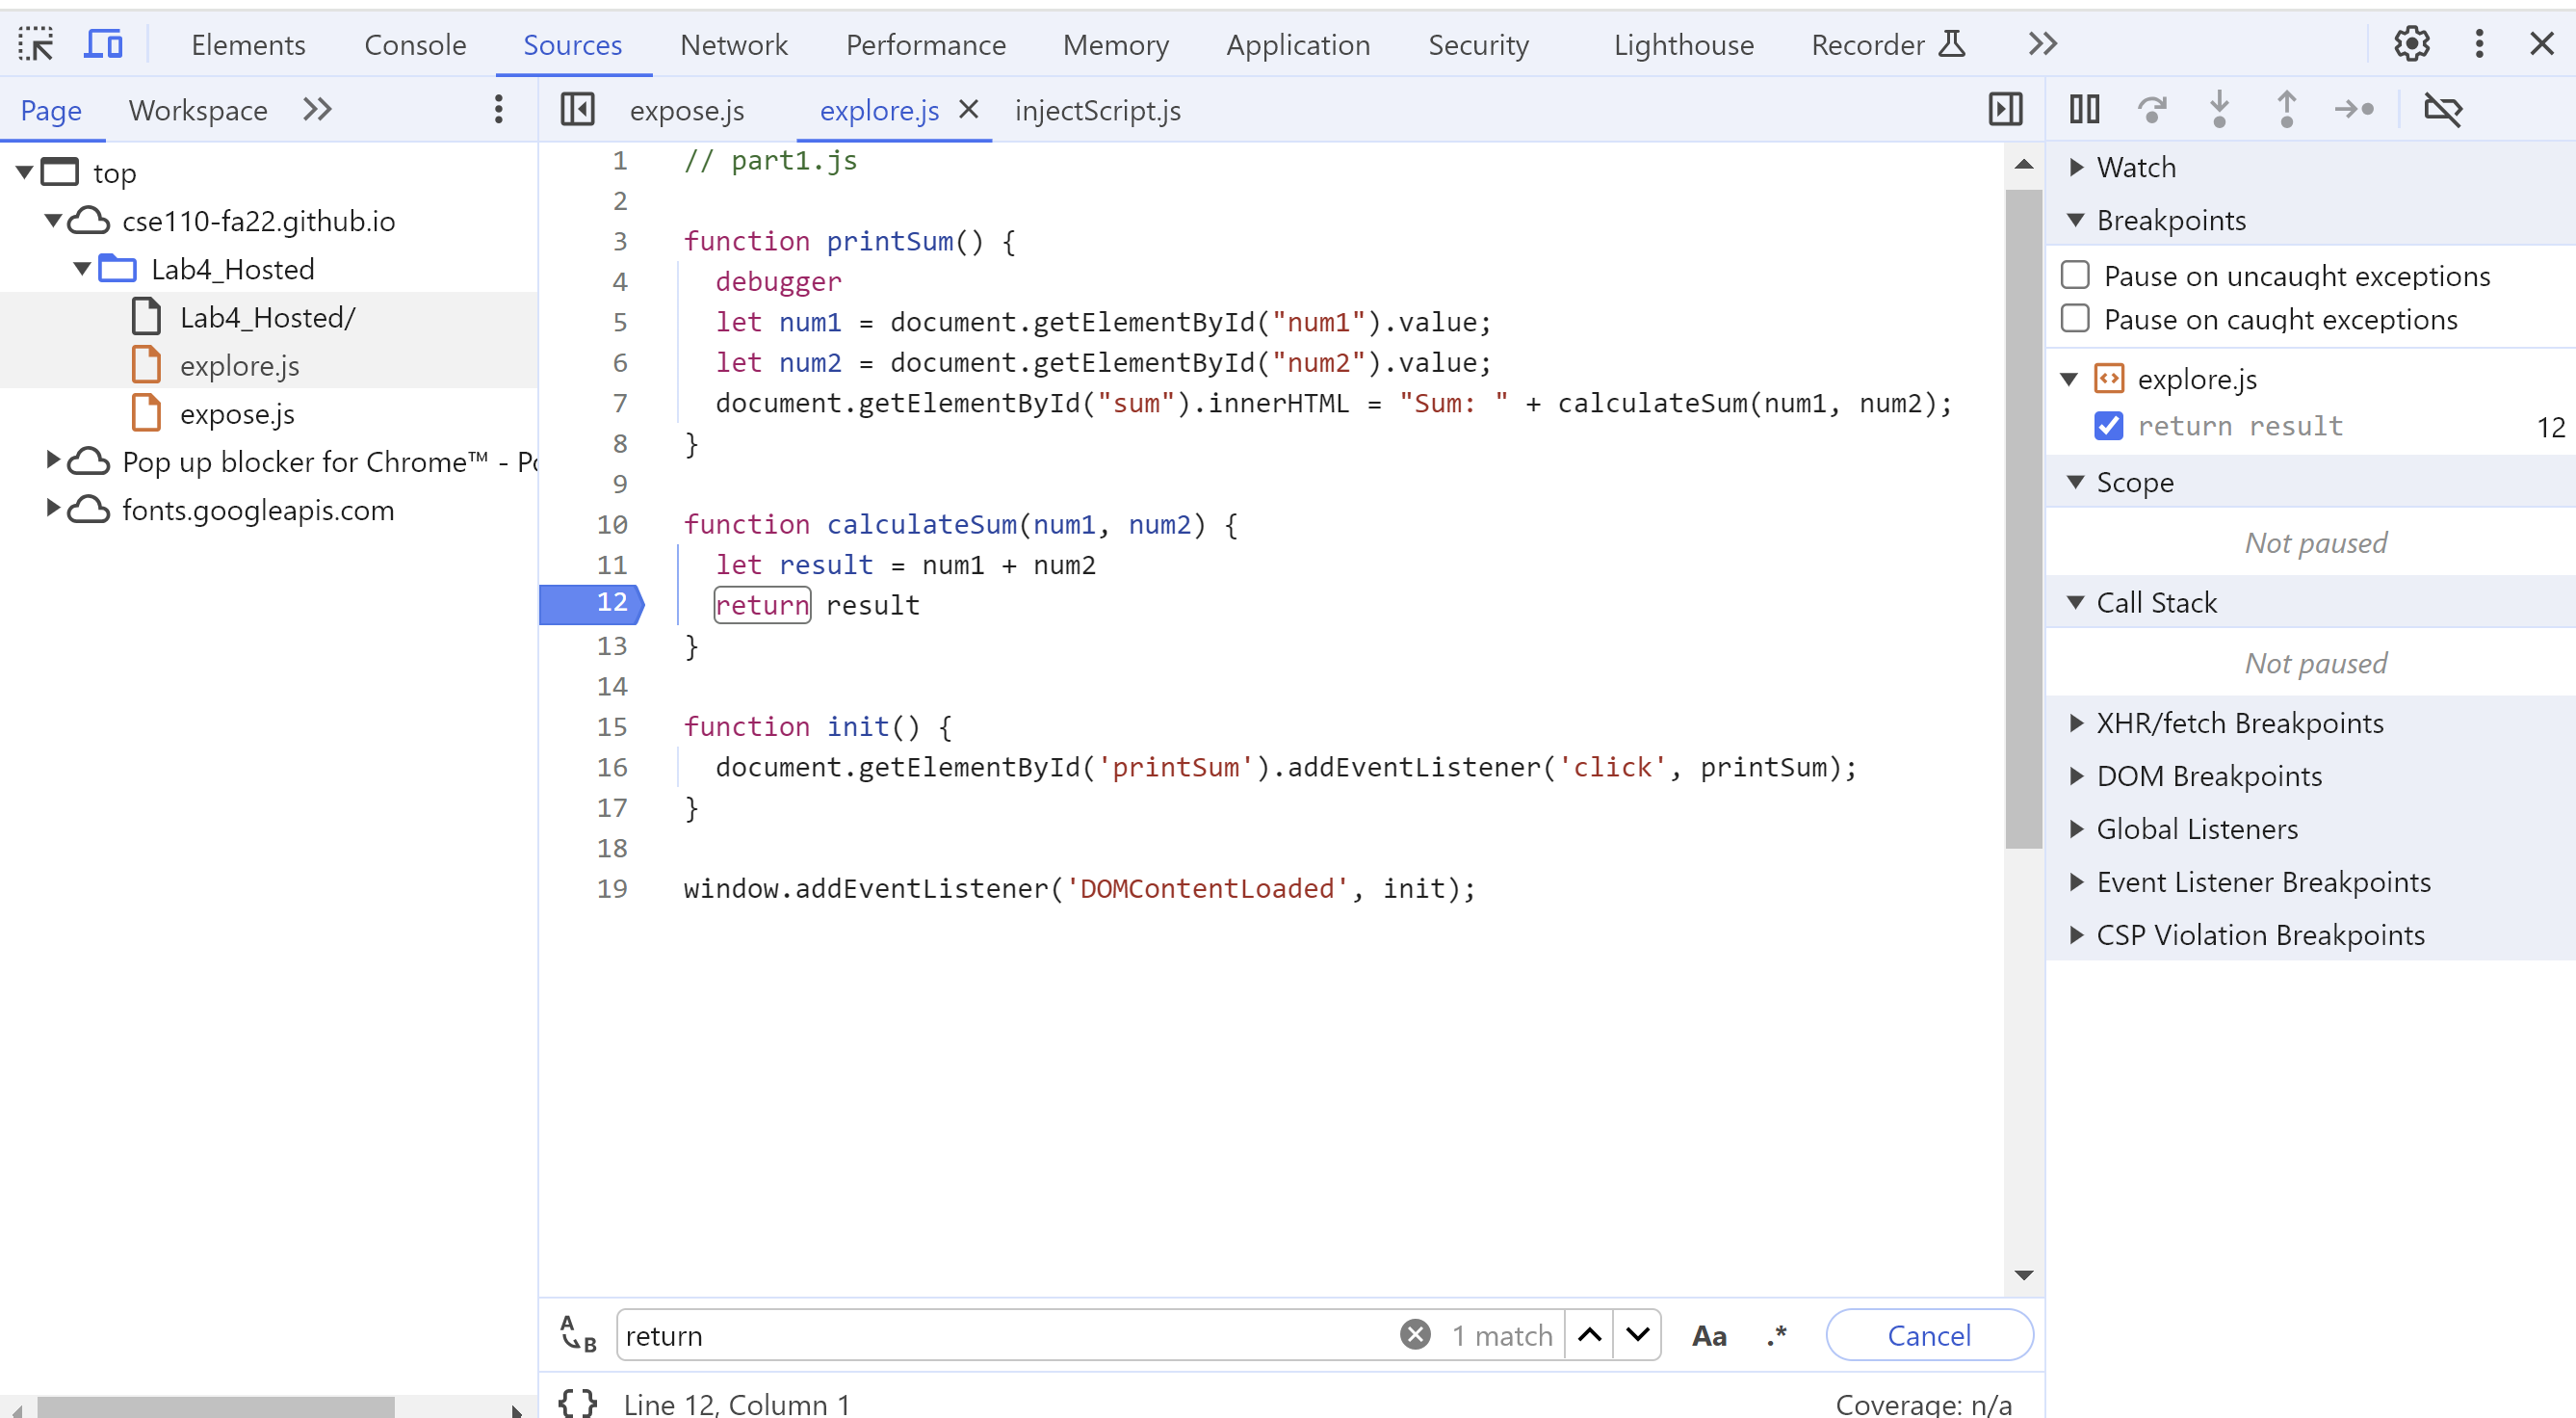 Elements Console Sources Network Performance Memory Application Security Lighthouse Recorder
Page Workspace
top
cse110-fa22.github.io
Lab4_Hosted
Lab4_Hosted/
explore.js
expose.js
Pop up blocker for Chrome™ - Po
fonts.googleapis.com
expose.js explore.js injectScript.js
1 // part1.js
2
3 function printSum() {
4 debugger
5 let num1 = document.getElementById("num1").value;
6 let num2 = document.getElementById("num2").value;
7 document.getElementById("sum").innerHTML = "Sum: " + calculateSum(num1, num2);
8 }
9
10 function calculateSum(num1, num2) {
11 let result = num1 + num2
12 return result
13 }
14
15 function init() {
16 document.getElementById('printSum').addEventListener('click', printSum);
17 }
18
19 window.addEventListener('DOMContentLoaded', init);
A B return 1 match Aa .* Cancel
{ } Line 12, Column 1 Coverage: n/a
Watch
Breakpoints
Pause on uncaught exceptions
Pause on caught exceptions
explore.js
return result 12
Scope
Not paused
Call Stack
Not paused
XHR/fetch Breakpoints
DOM Breakpoints
Global Listeners
Event Listener Breakpoints
CSP Violation Breakpoints